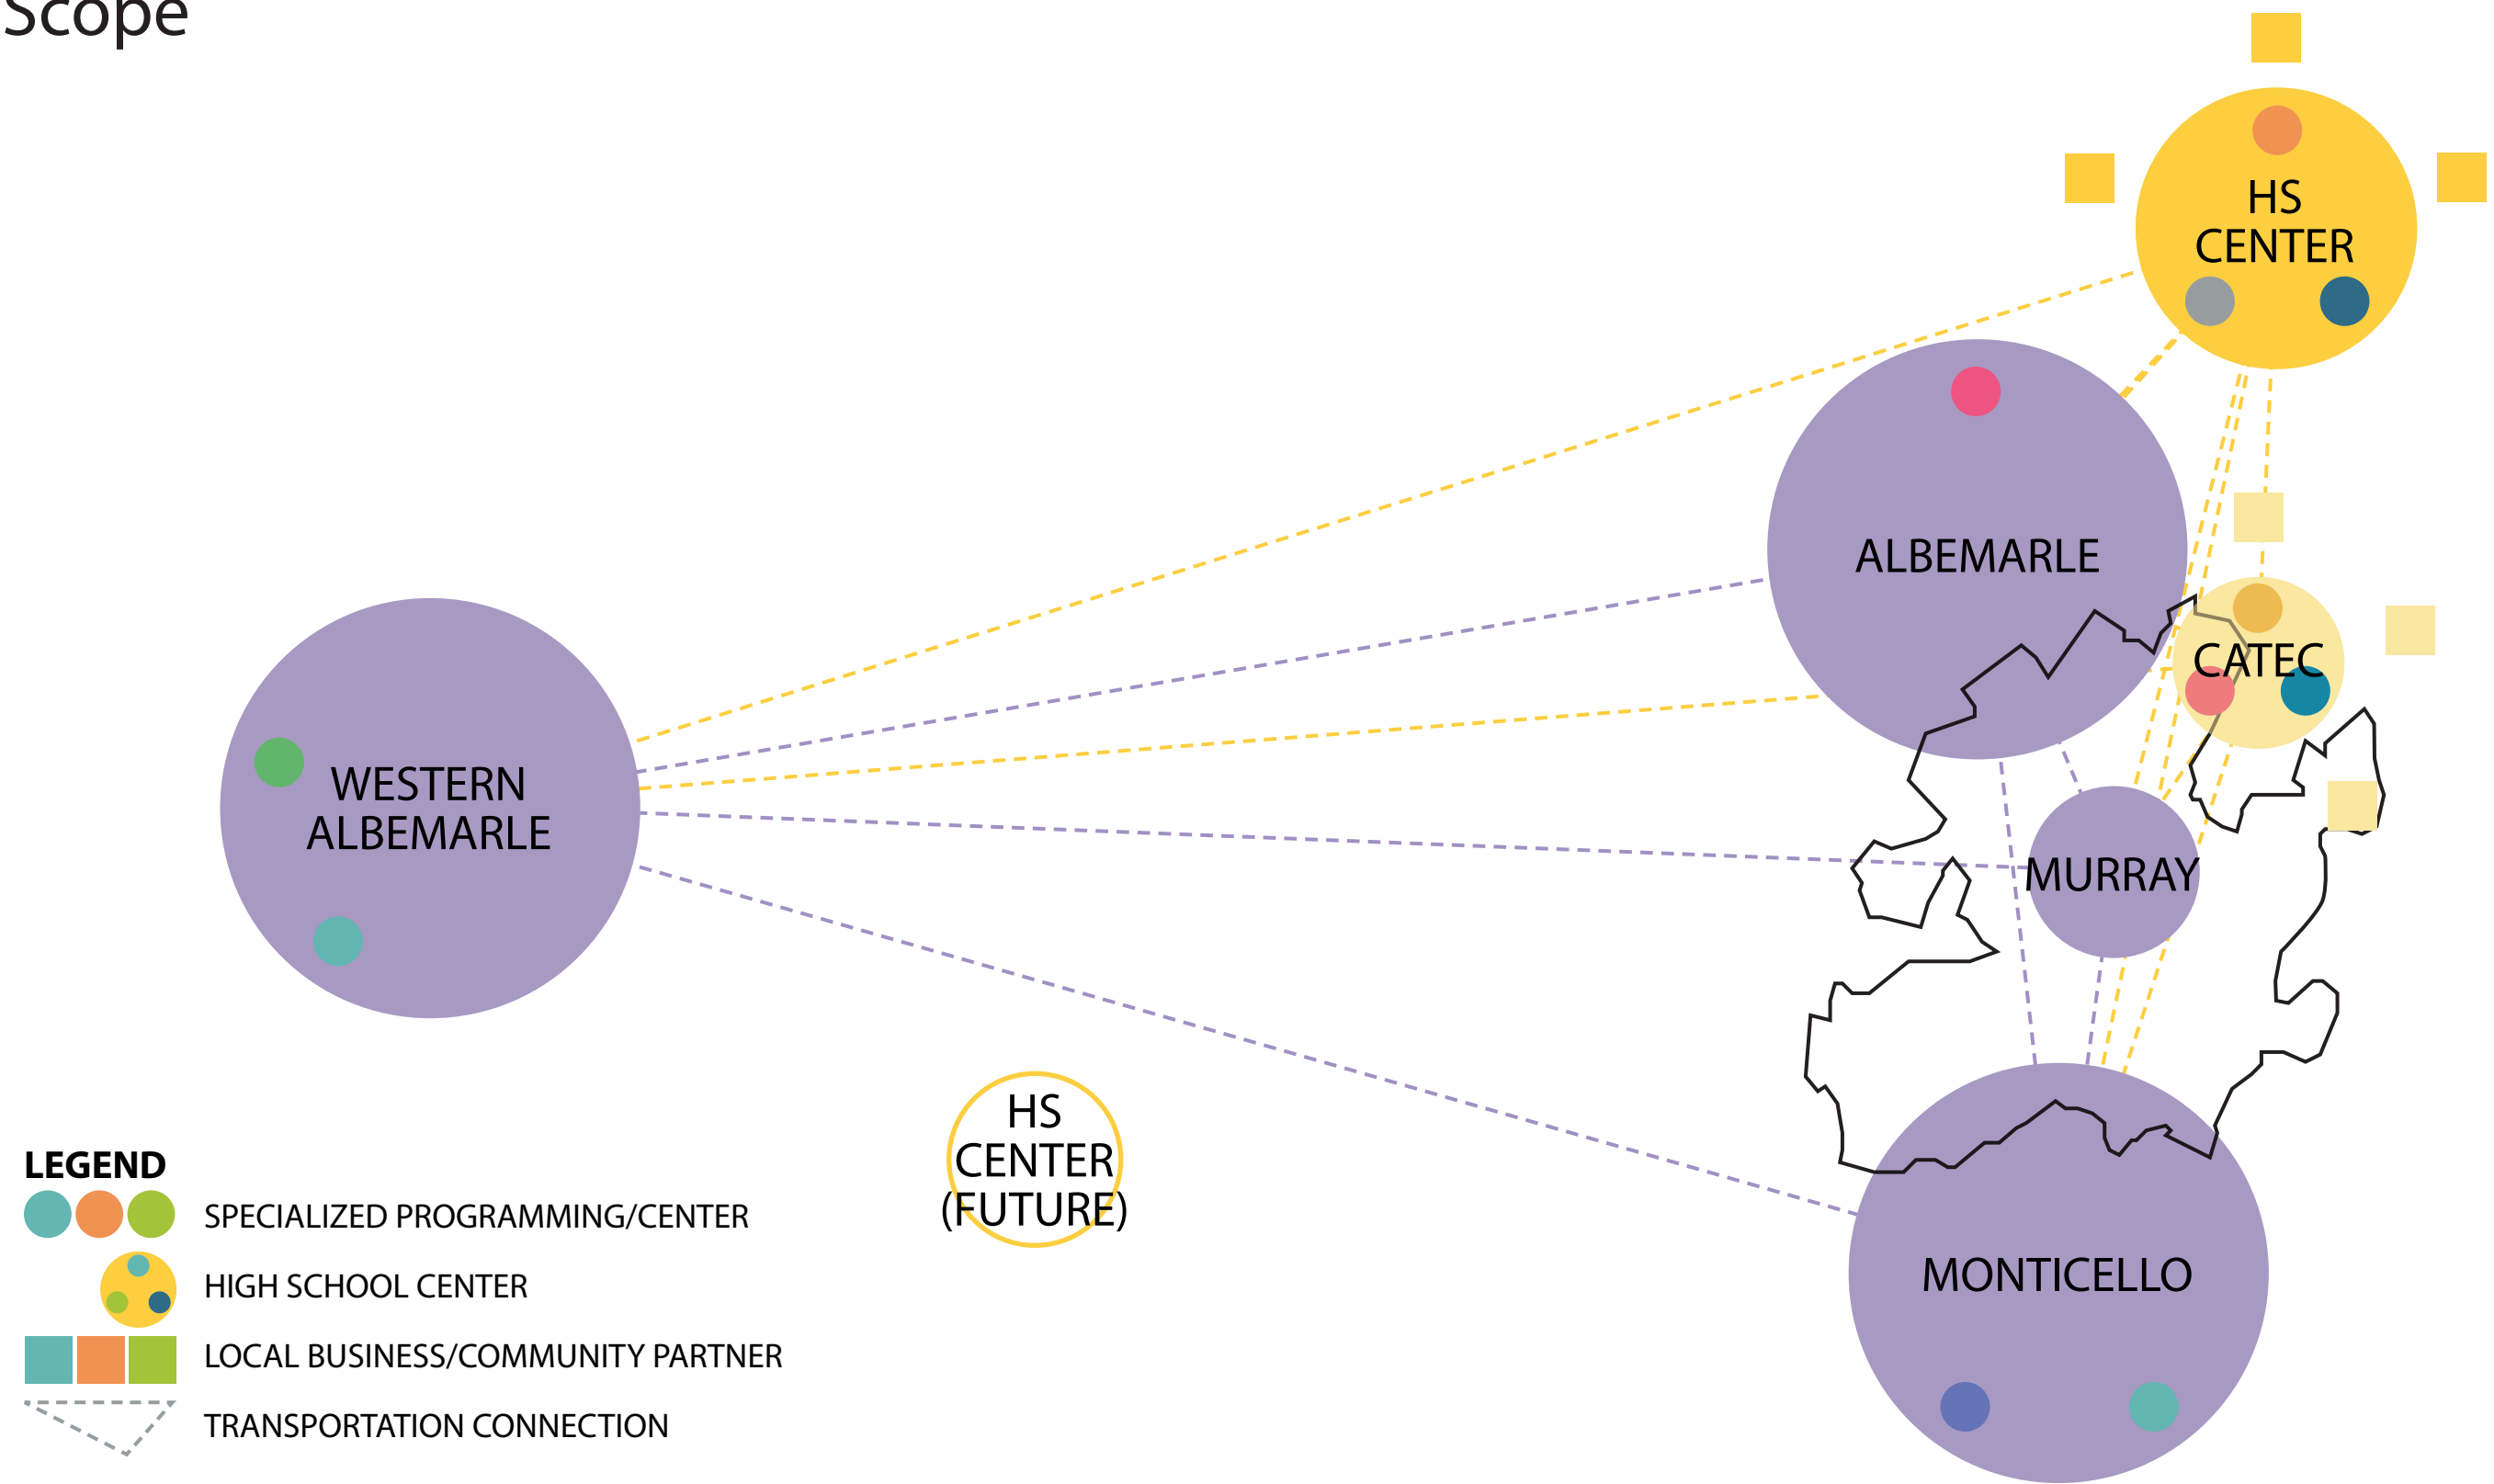 Scope
HS
CENTER
ALBEMARLE
CATEC
WESTERN
ALBEMARLE
MURRAY
HS
CENTER
(FUTURE)
MONTICELLO
LEGEND
SPECIALIZED PROGRAMMING/CENTER
HIGH SCHOOL CENTER
LOCAL BUSINESS/COMMUNITY PARTNER
TRANSPORTATION CONNECTION